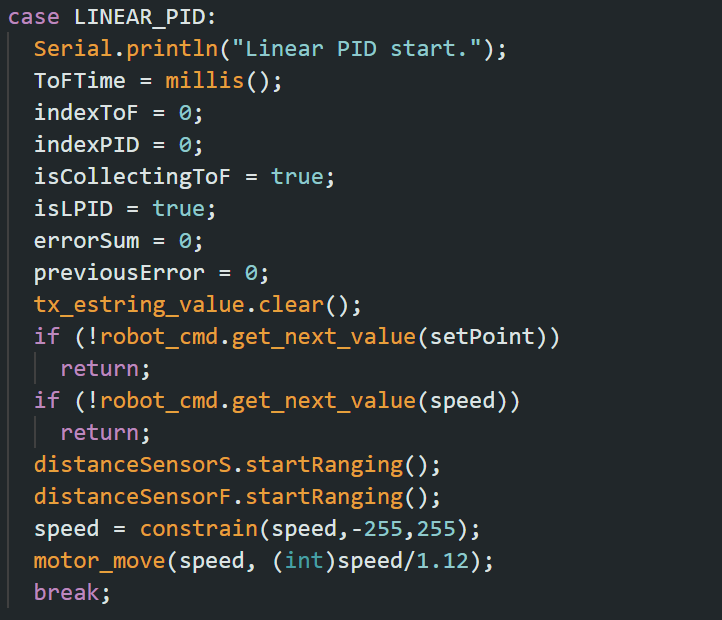 case LINEAR_PID:
Serial.println("Linear PID start.");
ToFTime = millis();
indexToF = 0;
indexPID = 0;
isCollectingToF = true;
isLPID = true;
errorSum = 0;
previousError = 0;
tx_estring_value.clear();
if (!robot_cmd.get_next_value(setPoint))
return;
if (!robot_cmd.get_next_value(speed))
return;
distanceSensorS.startRanging();
distanceSensorF.startRanging();
speed = constrain(speed,-255,255);
motor_move(speed, (int)speed/1.12);
break;